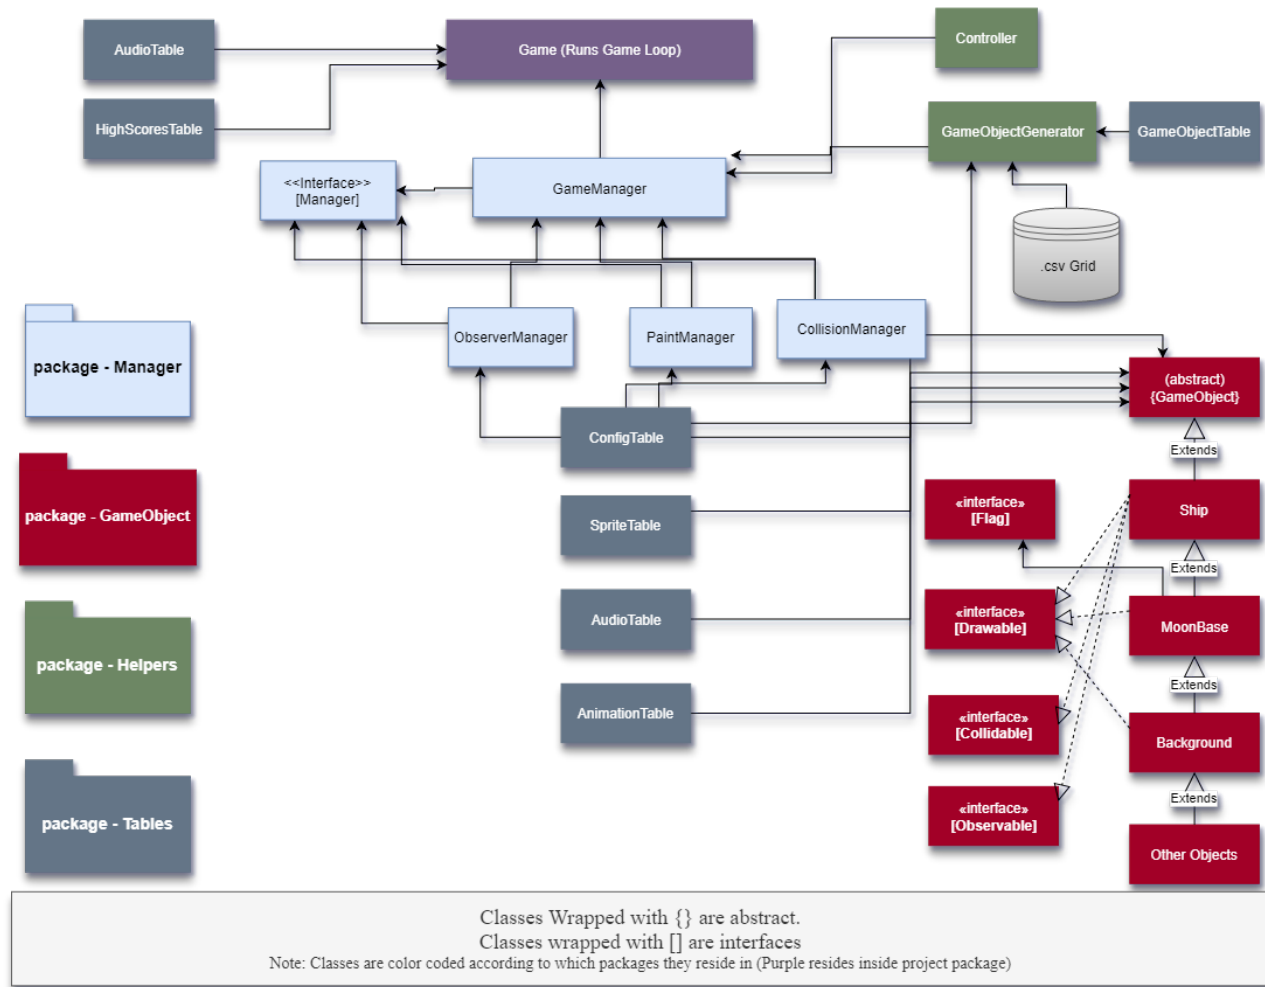 AudioTable
Game (Runs Game Loop)
Controller
HighScoresTable
GameObjectGenerator
GameObjectTable
<<Interface>>
[Manager]
GameManager
.csv Grid
ObserverManager
PaintManager
CollisionManager
package - Manager
(abstract)
{GameObject}
Extends
ConfigTable
package - GameObject
«interface»
[Flag]
Ship
SpriteTable
Extends
«interface»
[Drawable]
MoonBase
AudioTable
package - Helpers
Extends
AnimationTable
«interface»
[Collidable]
Background
Extends
«interface»
[Observable]
package - Tables
Other Objects
Classes Wrapped with {} are abstract.
Classes wrapped with [] are interfaces
Note: Classes are color coded according to which packages they reside in (Purple resides inside project package)